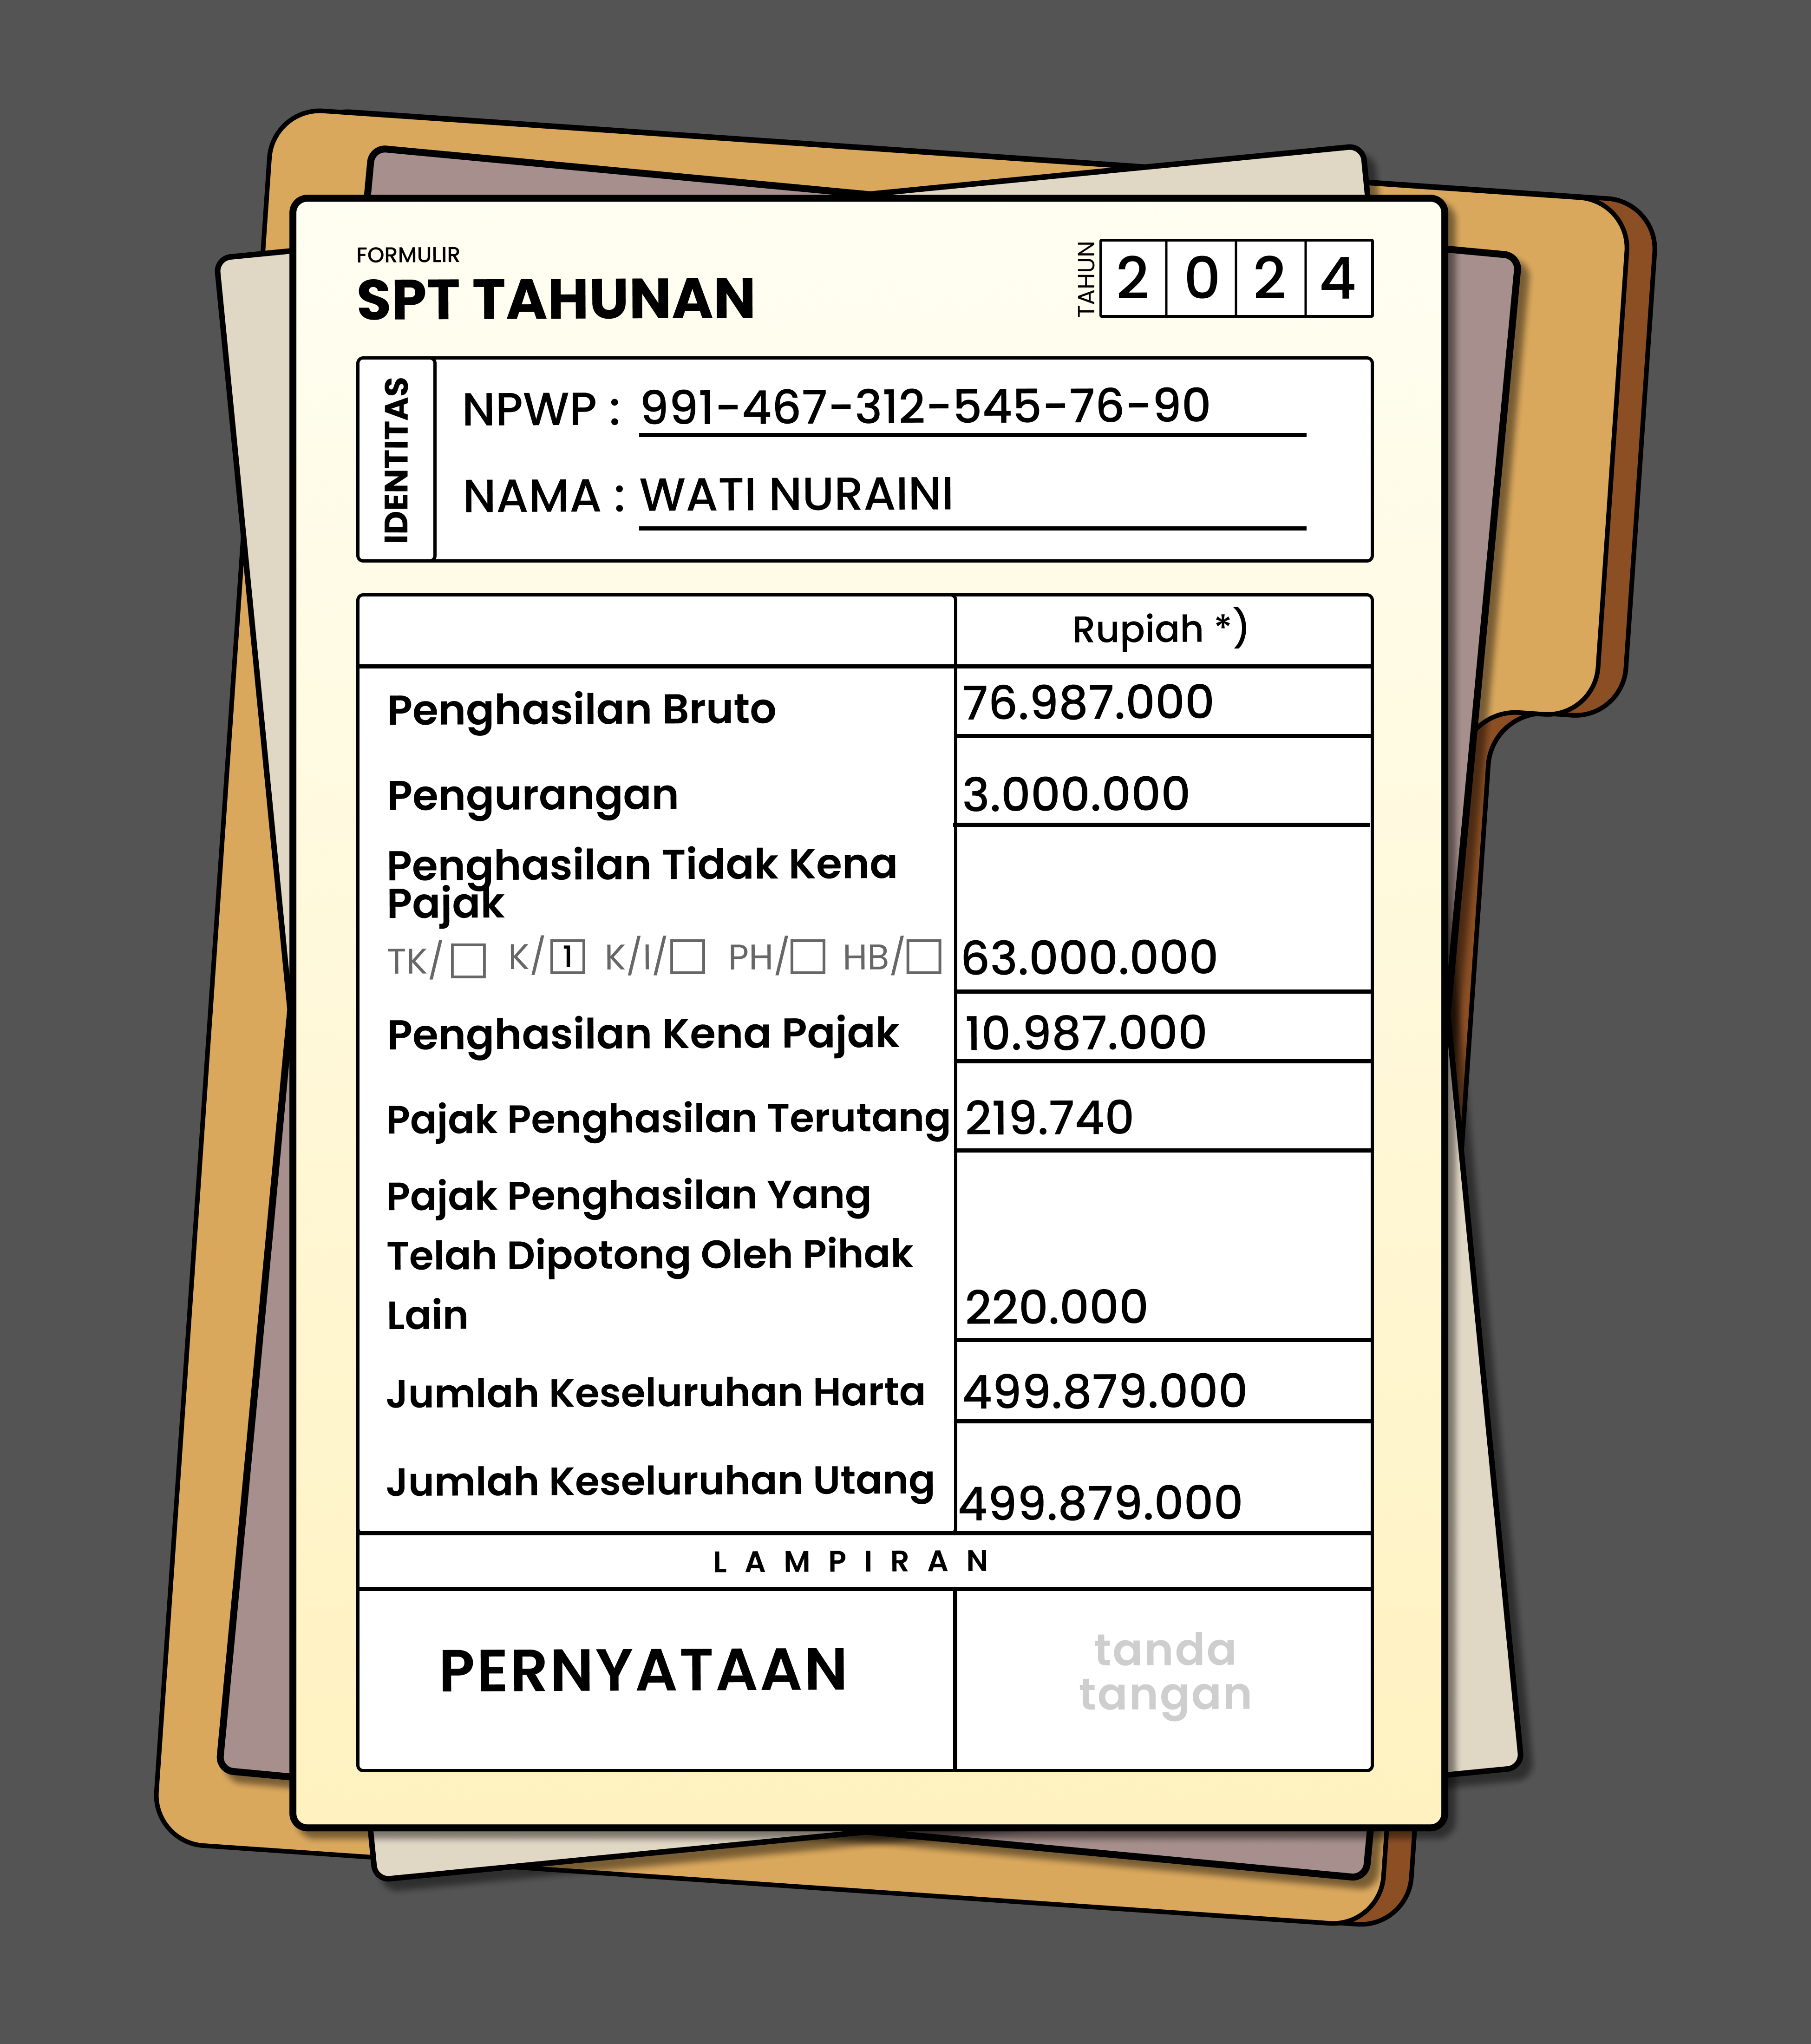 FORMULIR
SPT TAHUNAN
TAHUN
2 0 2 4
IDENTITAS
NPWP : 991-467-312-545-76-90
NAMA : WATI NURAINI
Rupiah *)
Penghasilan Bruto 76.987.000
Pengurangan 3.000.000
Penghasilan Tidak Kena
Pajak
TK/ K/ 1 K/I/ PH/ HB/ 63.000.000
Penghasilan Kena Pajak 10.987.000
Pajak Penghasilan Terutang 219.740
Pajak Penghasilan Yang
Telah Dipotong Oleh Pihak
Lain 220.000
Jumlah Keseluruhan Harta 499.879.000
Jumlah Keseluruhan Utang 499.879.000
LAMPIRAN
PERNYATAAN
tanda
tangan